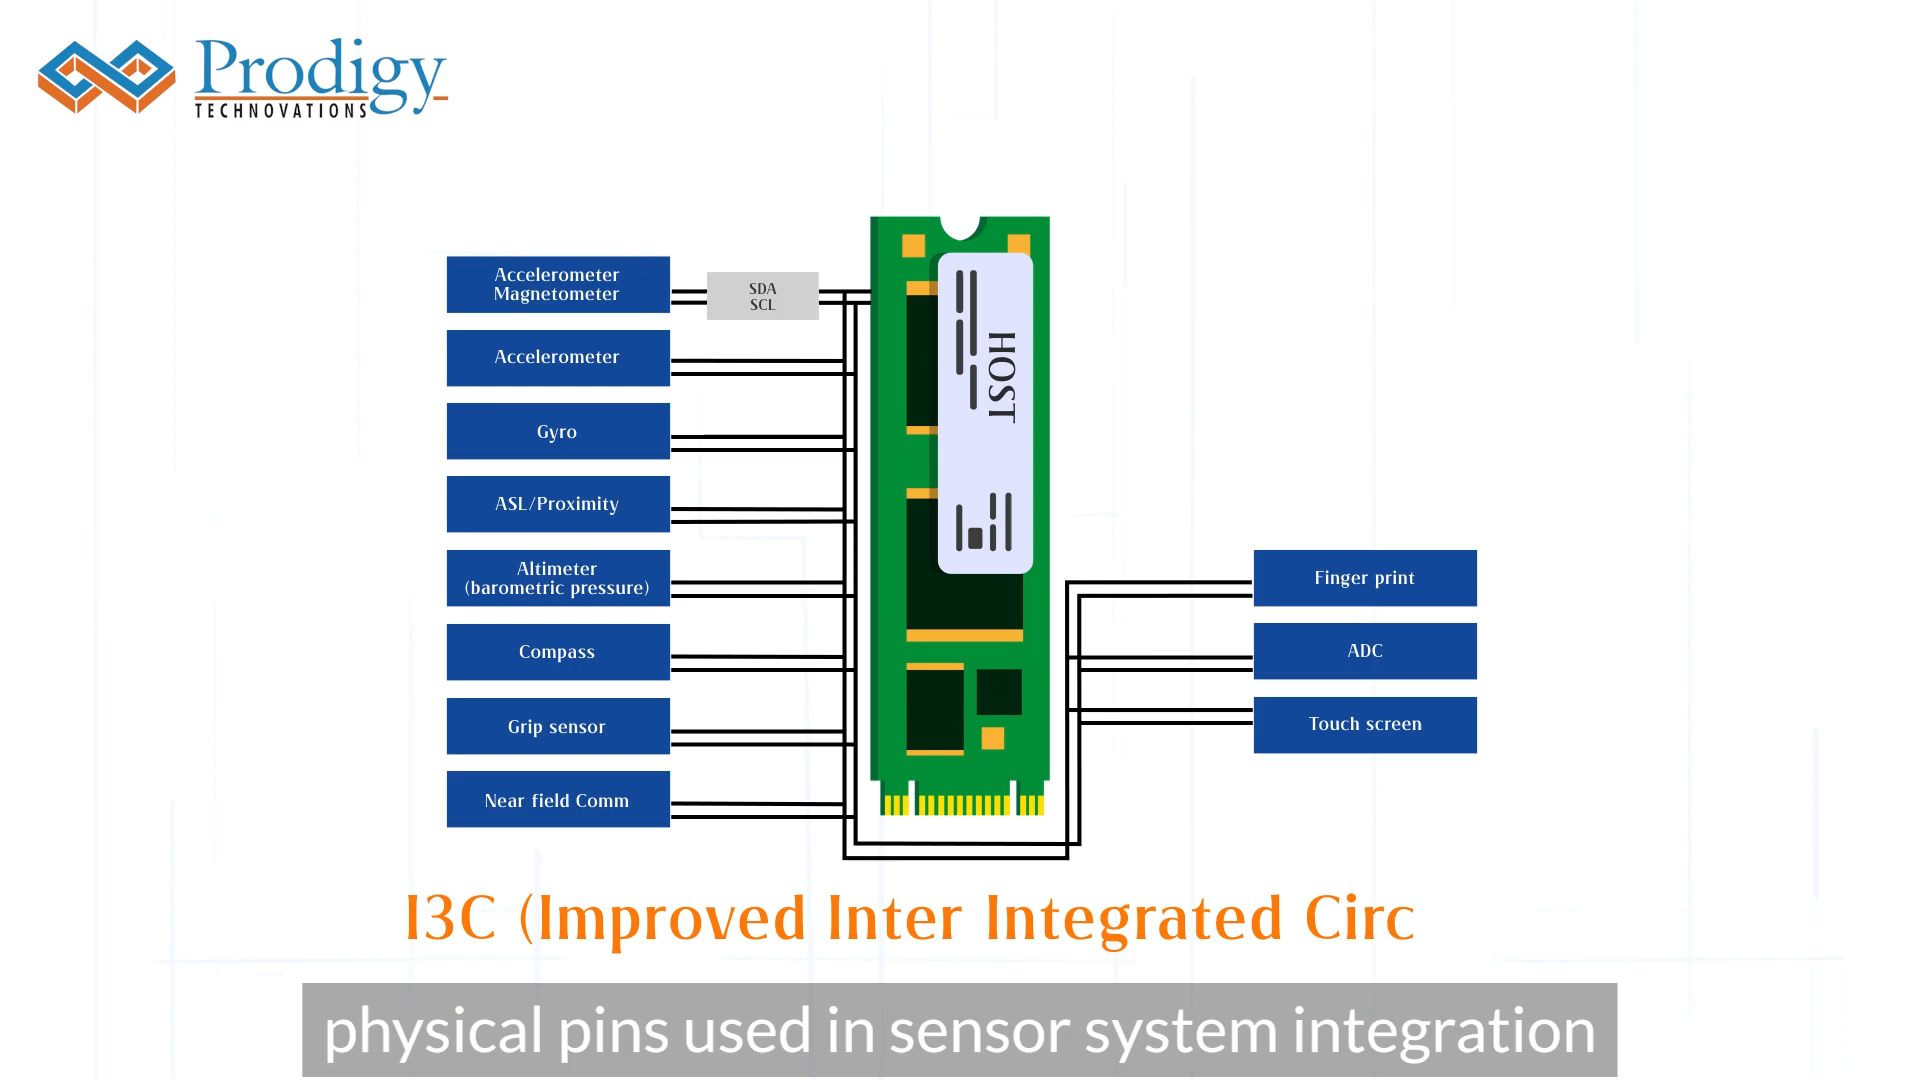 Prodigy
TECHNOVATIONS
Accelerometer
Magnetometer
SDA
SCL
Accelerometer
Gyro
ASL/Proximity
Altimeter
(barometric pressure)
Compass
Grip sensor
Near field Comm
HOST
Finger print
ADC
Touch screen
I3C (Improved Inter Integrated Circ
physical pins used in sensor system integration